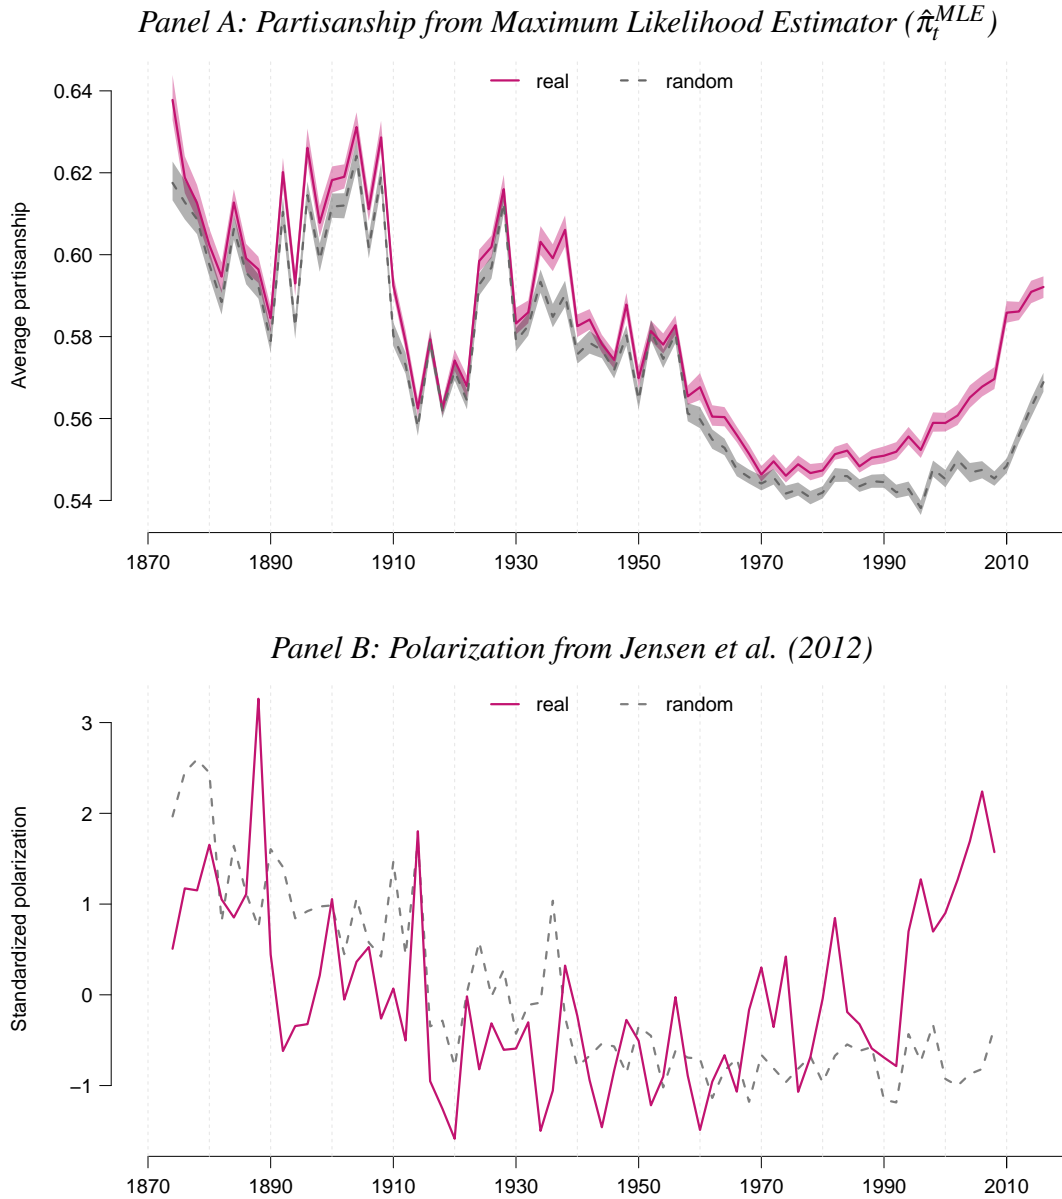 Panel A: Partisanship from Maximum Likelihood Estimator (π̂_t^MLE)
real random
0.64
0.62
0.60
0.58
0.56
0.54
Average partisanship
1870 1890 1910 1930 1950 1970 1990 2010
Panel B: Polarization from Jensen et al. (2012)
real random
3
2
1
0
−1
Standardized polarization
1870 1890 1910 1930 1950 1970 1990 2010